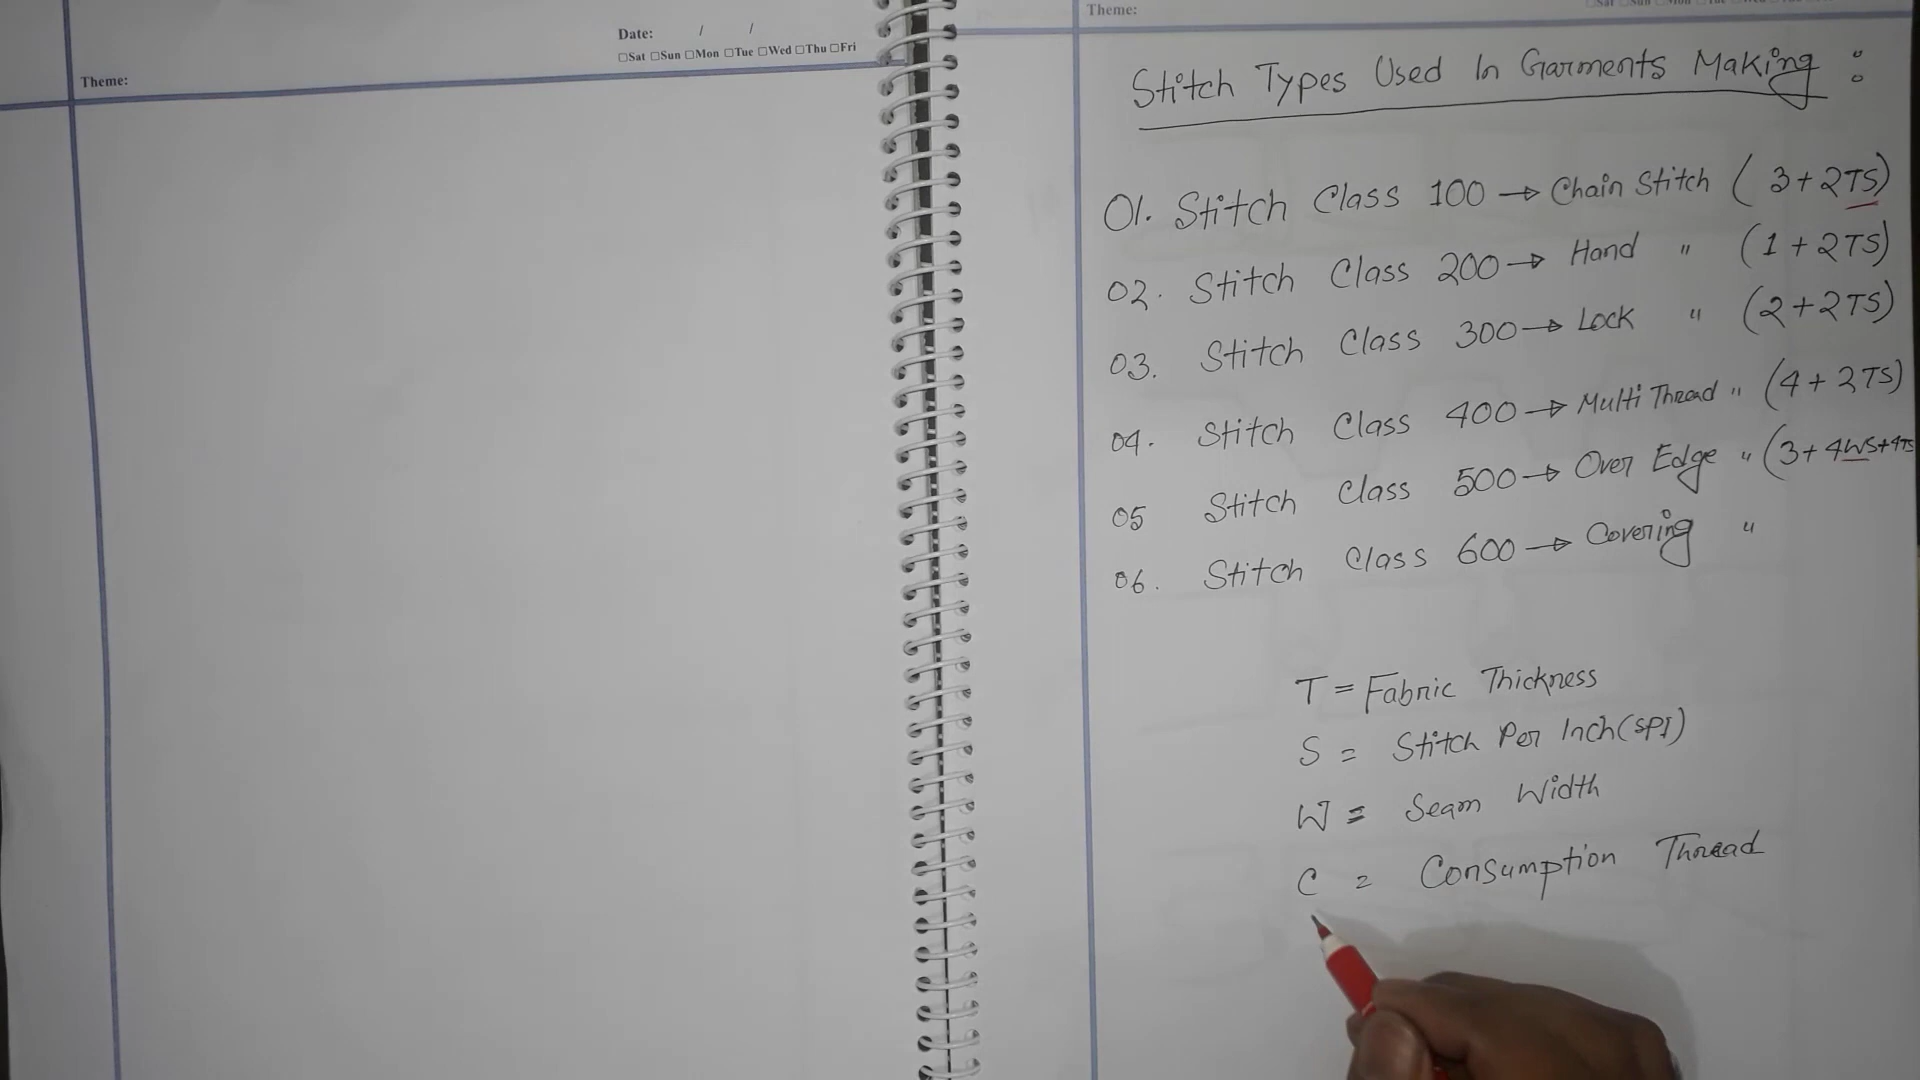 Date: / /
□Sat □Sun □Mon □Tue □Wed □Thu □Fri
Theme:
Theme:
Stitch Types Used In Garments Making :
01. Stitch Class 100 → Chain Stitch ( 3 + 2TS)
02. Stitch Class 200 → Hand " (1 + 2TS)
03. Stitch Class 300 → Lock " (2 + 2TS)
04. Stitch Class 400 → Multi Thread " (4 + 2TS)
05 Stitch Class 500 → Over Edge " (3 + 4WS+4TS
06. Stitch Class 600 → Covering "
T = Fabric Thickness
S = Stitch Per Inch(SPI)
W = Seam Width
C = Consumption Thread